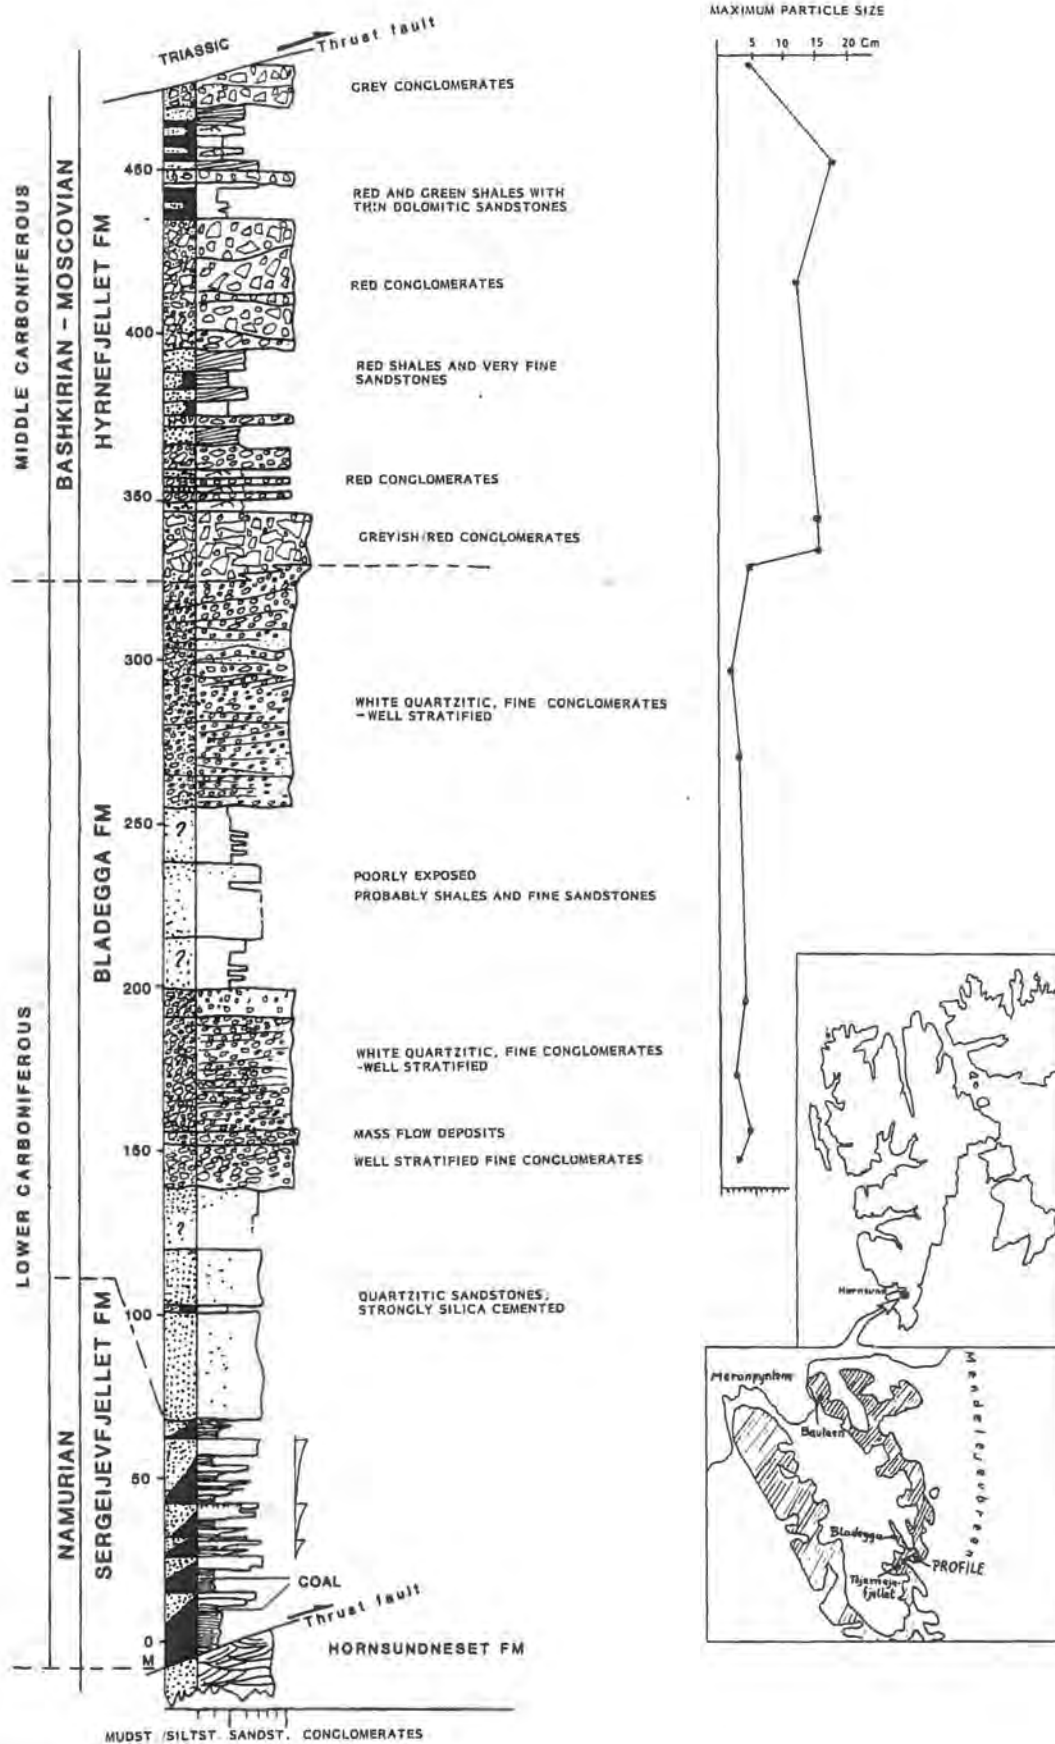 MAXIMUM PARTICLE SIZE
5 10 15 20 Cm
TRIASSIC
Thrust fault
GREY CONGLOMERATES
450
RED AND GREEN SHALES WITH
THIN DOLOMITIC SANDSTONES
RED CONGLOMERATES
400
RED SHALES AND VERY FINE
SANDSTONES
RED CONGLOMERATES
350
GREYISH/RED CONGLOMERATES
MIDDLE CARBONIFEROUS
BASHKIRIAN - MOSCOVIAN
HYRNEFJELLET FM
300
WHITE QUARTZITIC, FINE CONGLOMERATES
-WELL STRATIFIED
250
?
POORLY EXPOSED
PROBABLY SHALES AND FINE SANDSTONES
?
200
BLADEGGA FM
WHITE QUARTZITIC, FINE CONGLOMERATES
-WELL STRATIFIED
MASS FLOW DEPOSITS
150
WELL STRATIFIED FINE CONGLOMERATES
?
LOWER CARBONIFEROUS
QUARTZITIC SANDSTONES,
STRONGLY SILICA CEMENTED
100
50
NAMURIAN
SERGEIJEVFJELLET FM
COAL
Thrust fault
0
M
HORNSUNDNESET FM
MUDST./SILTST. SANDST. CONGLOMERATES
Hornsund
Meranpynten
Bautaen
Mendelejevbreen
Bladegga
PROFILE
fjellet